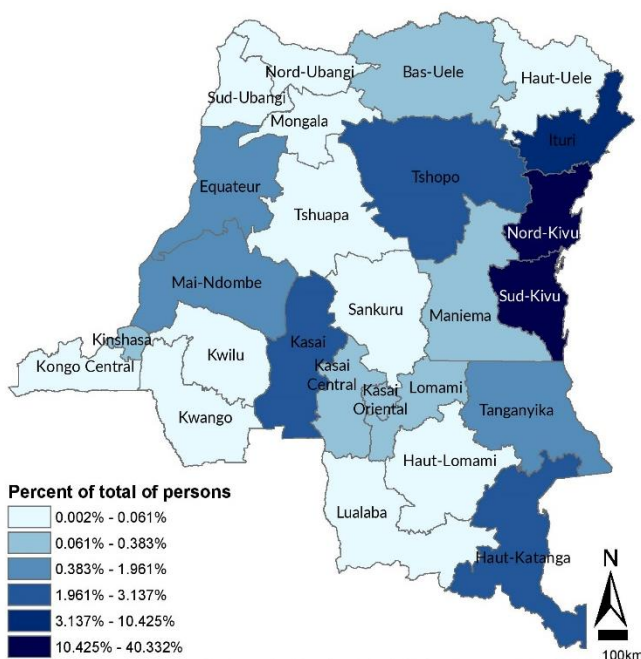 Nord-Ubangi
Bas-Uele
Haut-Uele
Sud-Ubangi
Mongala
Ituri
Tshopo
Equateur
Tshuapa
Nord-Kivu
Mai-Ndombe
Sud-Kivu
Sankuru
Maniema
Kinshasa
Kasai
Kwilu
Kongo Central
Kasai
Central
Kasai
Oriental
Lomami
Tanganyika
Kwango
Haut-Lomami
Lualaba
Haut-Katanga
Percent of total of persons
0.002% - 0.061%
0.061% - 0.383%
0.383% - 1.961%
1.961% - 3.137%
3.137% - 10.425%
10.425% - 40.332%
N
100km